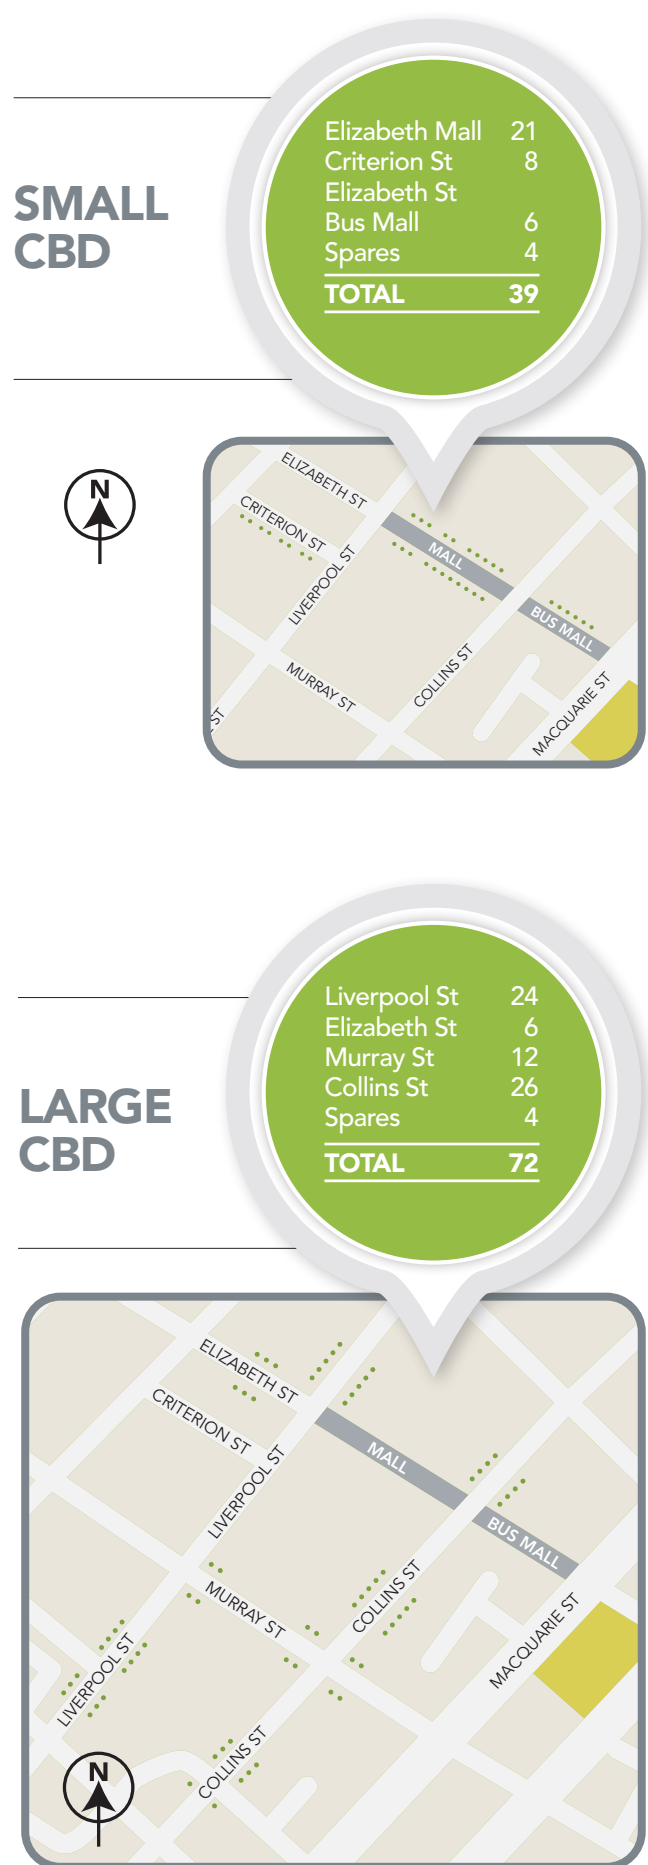 SMALL
CBD
Elizabeth Mall 21
Criterion St 8
Elizabeth St
Bus Mall 6
Spares 4
TOTAL 39
N
ELIZABETH ST
CRITERION ST
LIVERPOOL ST
MALL
BUS MALL
MURRAY ST
COLLINS ST
MACQUARIE ST
ST
LARGE
CBD
Liverpool St 24
Elizabeth St 6
Murray St 12
Collins St 26
Spares 4
TOTAL 72
ELIZABETH ST
CRITERION ST
MALL
LIVERPOOL ST
BUS MALL
MURRAY ST
COLLINS ST
MACQUARIE ST
LIVERPOOL ST
COLLINS ST
N